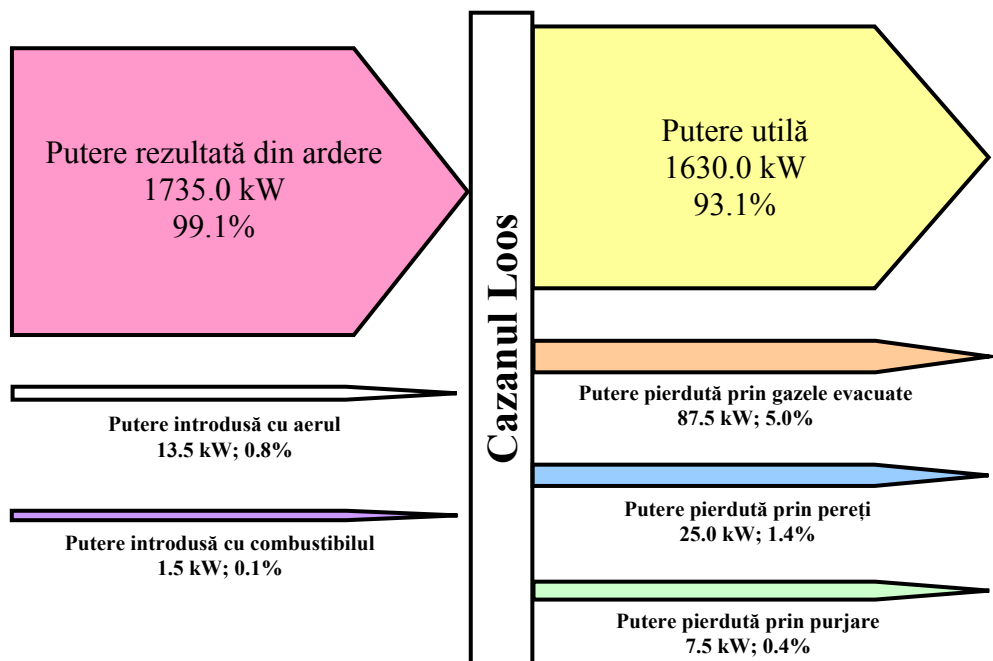 Putere rezultată din ardere
1735.0 kW
99.1%
Putere introdusă cu aerul
13.5 kW; 0.8%
Putere introdusă cu combustibilul
1.5 kW; 0.1%
Cazanul Loos
Putere utilă
1630.0 kW
93.1%
Putere pierdută prin gazele evacuate
87.5 kW; 5.0%
Putere pierdută prin pereți
25.0 kW; 1.4%
Putere pierdută prin purjare
7.5 kW; 0.4%